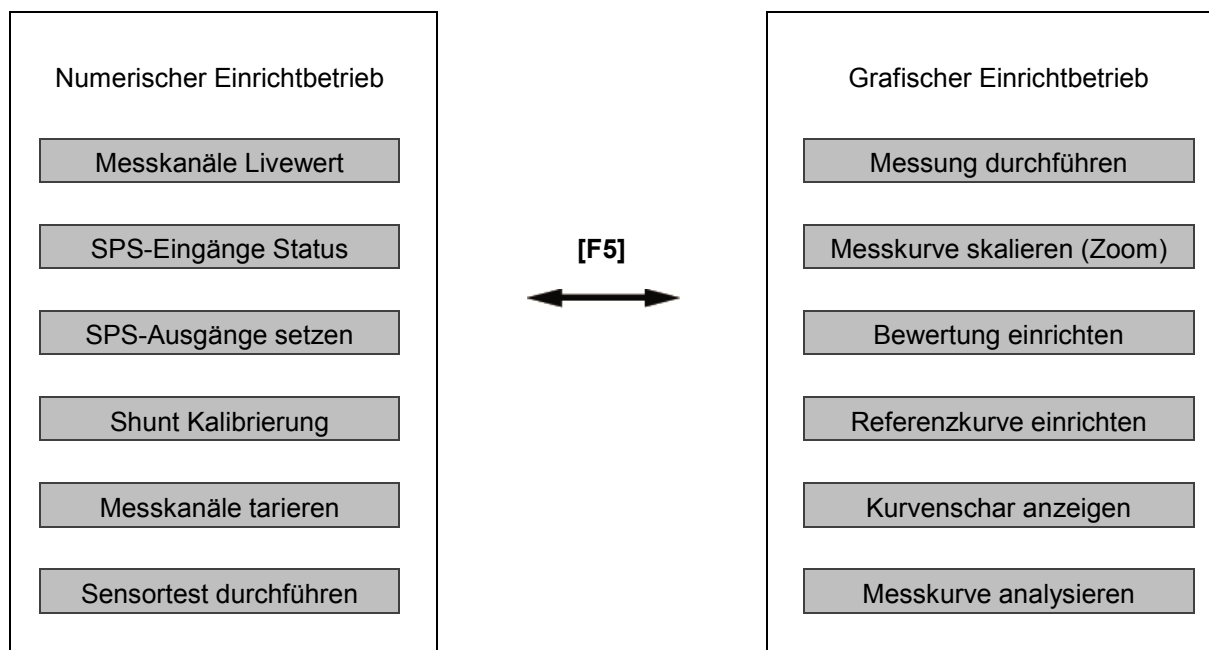 Numerischer Einrichtbetrieb
Messkanäle Livewert
SPS-Eingänge Status
SPS-Ausgänge setzen
Shunt Kalibrierung
Messkanäle tarieren
Sensortest durchführen
[F5]
Grafischer Einrichtbetrieb
Messung durchführen
Messkurve skalieren (Zoom)
Bewertung einrichten
Referenzkurve einrichten
Kurvenschar anzeigen
Messkurve analysieren